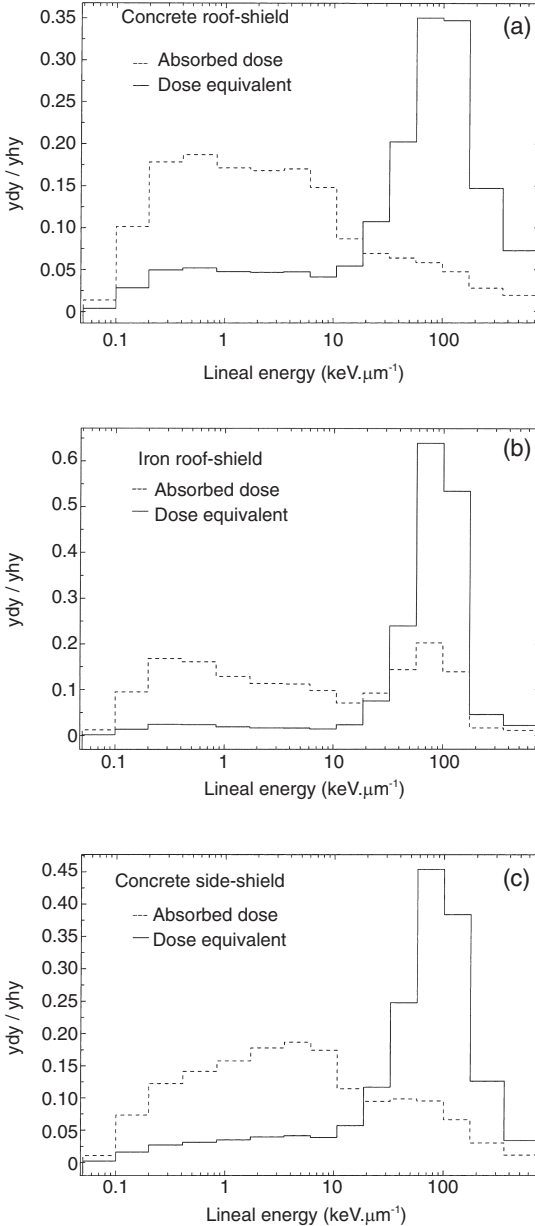 Concrete roof-shield
(a)
Absorbed dose
Dose equivalent
0.35
0.30
0.25
0.20
0.15
0.10
0.05
0
ydy / yhy
0.1 1 10 100
Lineal energy (keV.μm⁻¹)
(b)
Iron roof-shield
Absorbed dose
Dose equivalent
0.6
0.5
0.4
0.3
0.2
0.1
0
ydy / yhy
0.1 1 10 100
Lineal energy (keV.μm⁻¹)
(c)
Concrete side-shield
Absorbed dose
Dose equivalent
0.45
0.40
0.35
0.30
0.25
0.20
0.15
0.10
0.05
0
ydy / yhy
0.1 1 10 100
Lineal energy (keV.μm⁻¹)